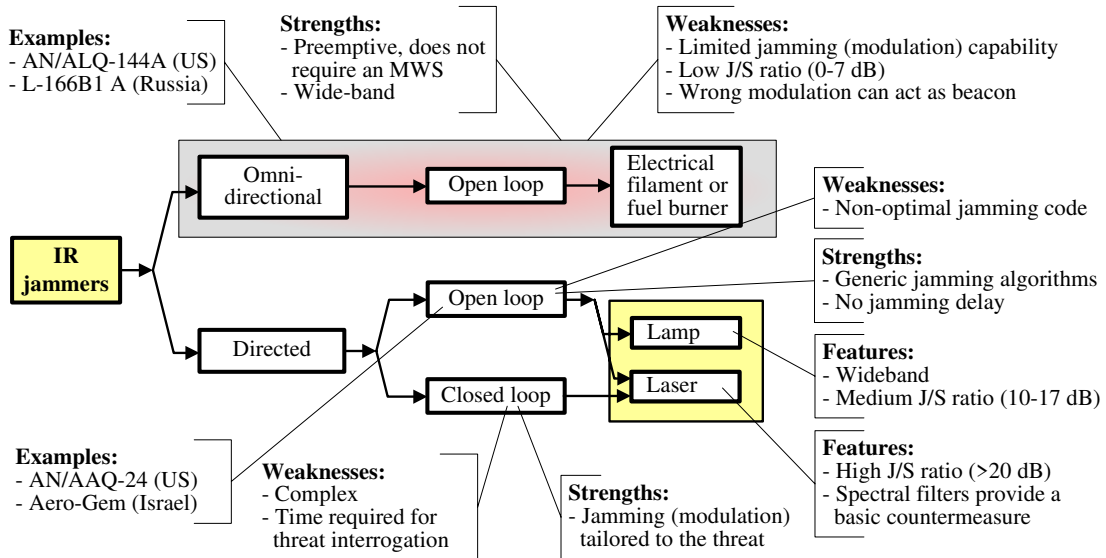 Examples:
- AN/ALQ-144A (US)
- L-166B1 A (Russia)
Strengths:
- Preemptive, does not
require an MWS
- Wide-band
Weaknesses:
- Limited jamming (modulation) capability
- Low J/S ratio (0-7 dB)
- Wrong modulation can act as beacon
Omni-
directional
Open loop
Electrical
filament or
fuel burner
Weaknesses:
- Non-optimal jamming code
IR
jammers
Strengths:
- Generic jamming algorithms
- No jamming delay
Open loop
Directed
Lamp
Laser
Closed loop
Features:
- Wideband
- Medium J/S ratio (10-17 dB)
Examples:
- AN/AAQ-24 (US)
- Aero-Gem (Israel)
Weaknesses:
- Complex
- Time required for
threat interrogation
Strengths:
- Jamming (modulation)
tailored to the threat
Features:
- High J/S ratio (>20 dB)
- Spectral filters provide a
basic countermeasure